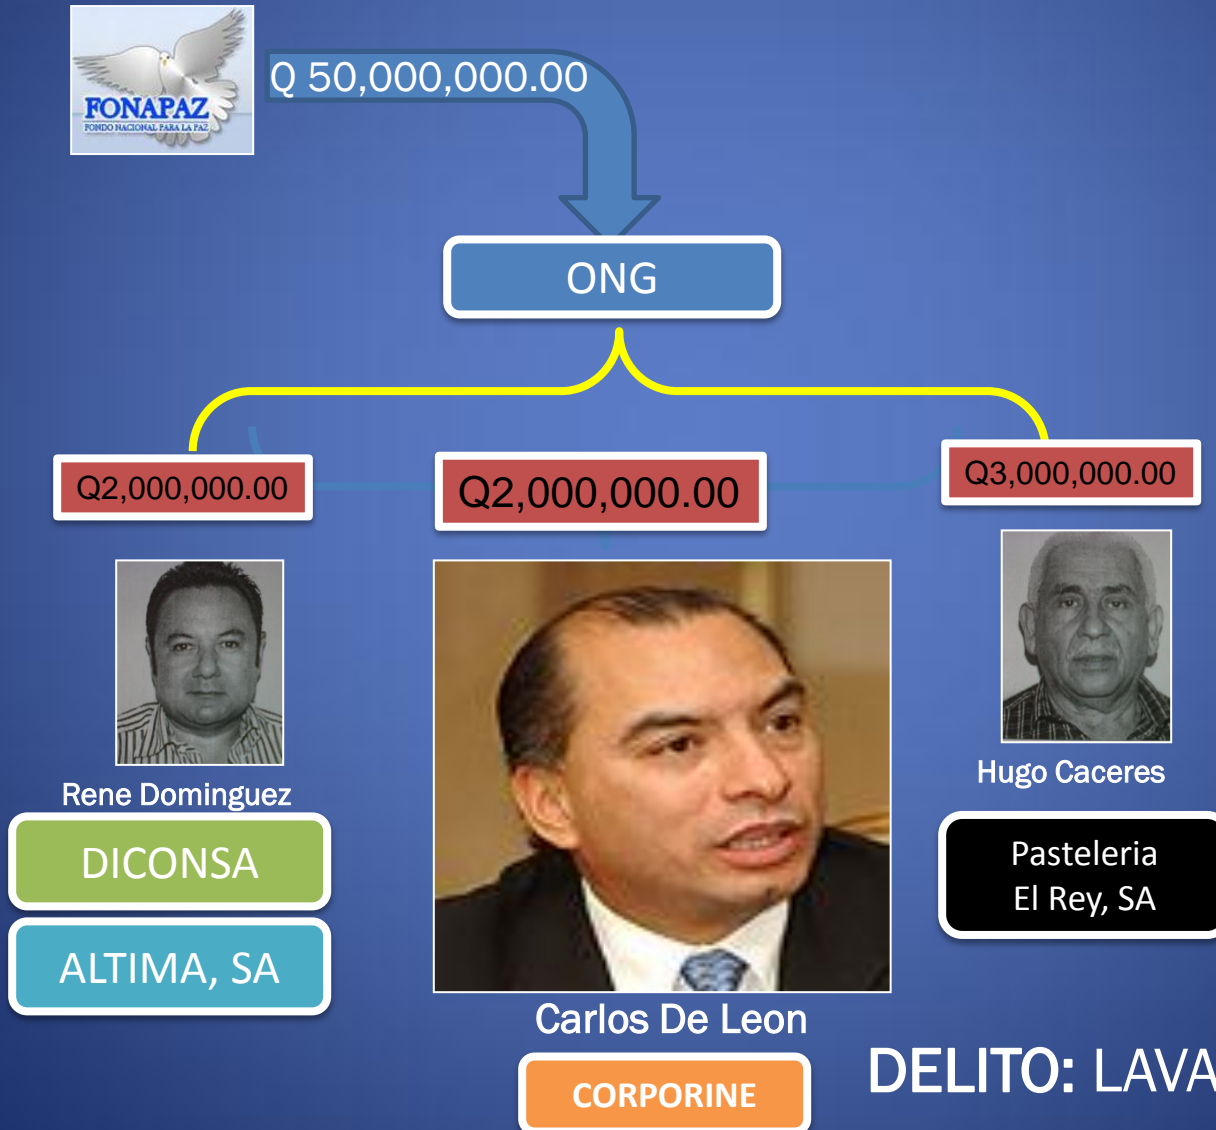 FONAPAZ
FONDO NACIONAL PARA LA PAZ
Q 50,000,000.00
ONG
Q2,000,000.00
Q2,000,000.00
Q3,000,000.00
Rene Dominguez
DICONSA
ALTIMA, SA
Carlos De Leon
CORPORINE
Hugo Caceres
Pasteleria
El Rey, SA
DELITO: LAVA